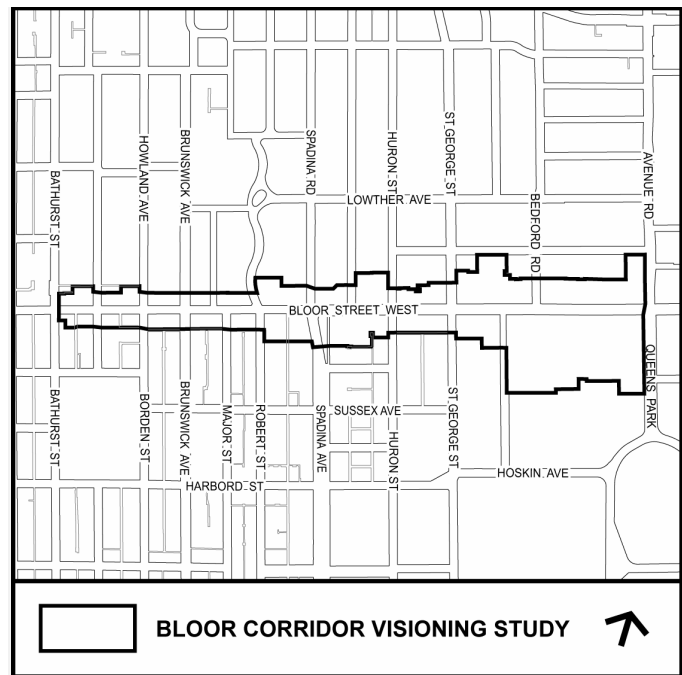 HOWLAND AVE
BRUNSWICK AVE
SPADINA RD
HURON ST
ST GEORGE ST
AVENUE RD
BATHURST ST
LOWTHER AVE
BEDFORD RD
BLOOR STREET WEST
QUEENS PARK
BATHURST ST
BORDEN ST
BRUNSWICK AVE
MAJOR ST
ROBERT ST
SPADINA AVE
SUSSEX AVE
HURON ST
ST GEORGE ST
HARBORD ST
HOSKIN AVE
BLOOR CORRIDOR VISIONING STUDY